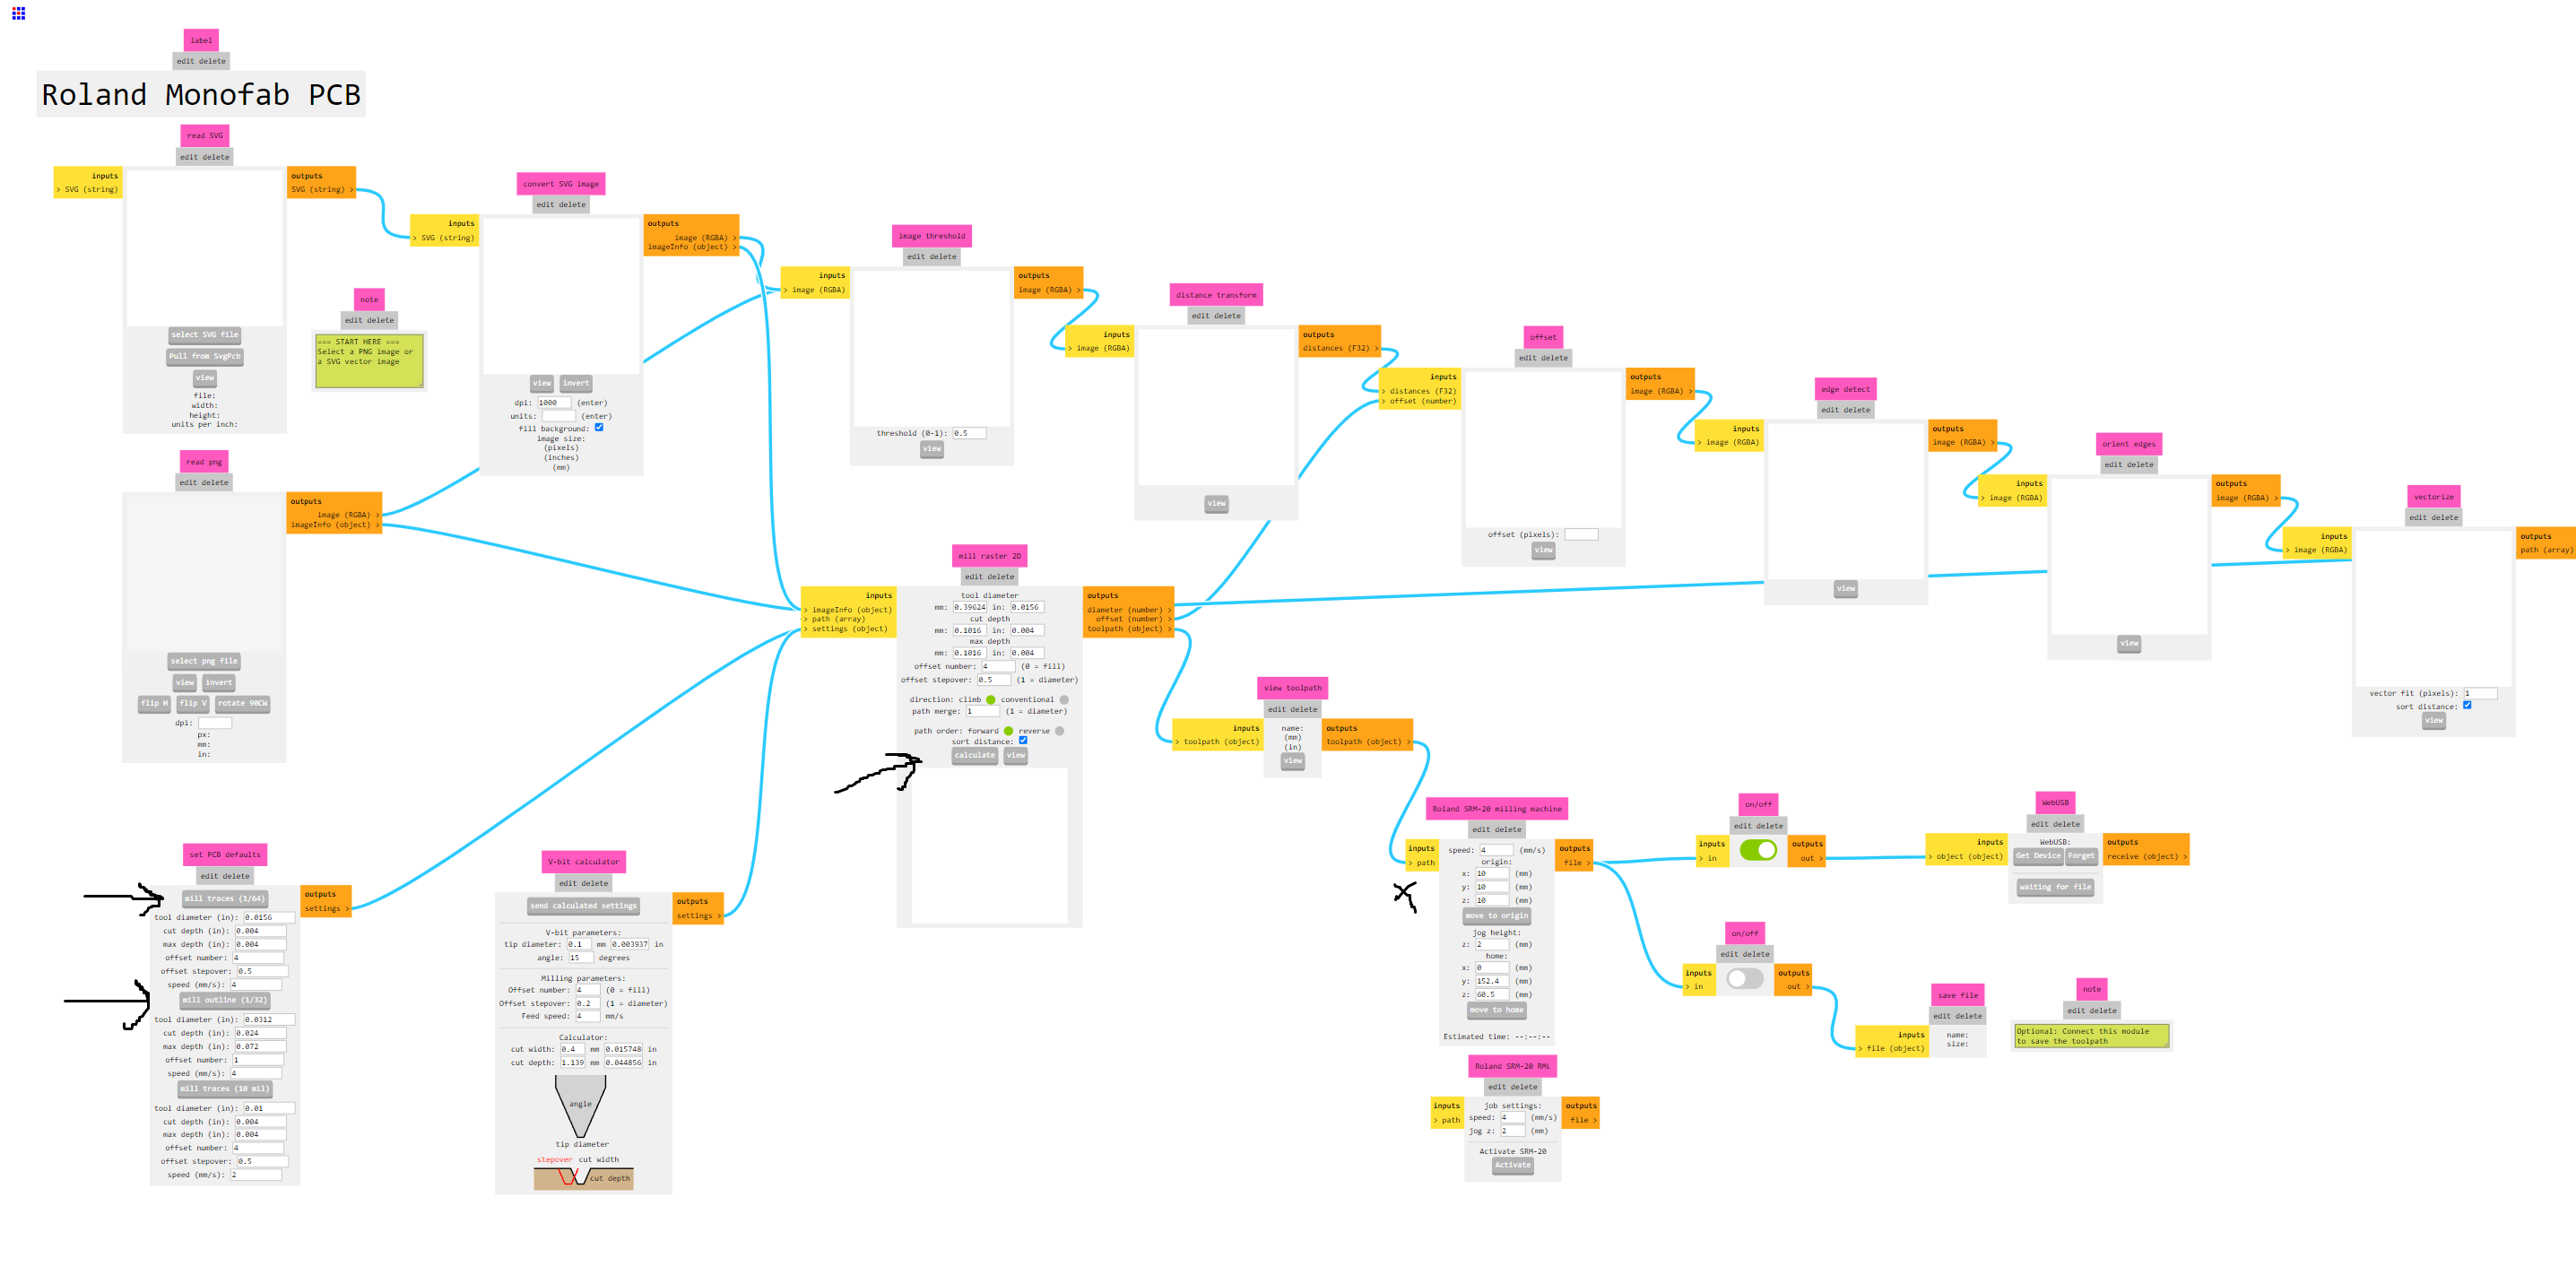 label
edit delete
Roland Monofab PCB
read SVG
edit delete
inputs
> SVG (string)
outputs
SVG (string) >
select SVG file
Pull from SvgPcb
view
file:
width:
height:
units per inch:
note
edit delete
=== START HERE ===
Select a PNG image or
a SVG vector image
convert SVG image
edit delete
inputs
> SVG (string)
outputs
image (RGBA) >
imageInfo (object) >
view invert
dpi: 1000 (enter)
units: (enter)
fill background:
image size:
(pixels)
(inches)
(mm)
read png
edit delete
outputs
image (RGBA) >
imageInfo (object) >
select png file
view invert
flip H flip V rotate 90CW
dpi:
px:
mm:
in:
image threshold
edit delete
inputs
> image (RGBA)
outputs
image (RGBA) >
threshold (0-1): 0.5
view
distance transform
edit delete
inputs
> image (RGBA)
outputs
distances (F32) >
view
offset
edit delete
inputs
> distances (F32)
> offset (number)
outputs
image (RGBA) >
offset (pixels):
view
edge detect
edit delete
inputs
> image (RGBA)
outputs
image (RGBA) >
view
orient edges
edit delete
inputs
> image (RGBA)
outputs
image (RGBA) >
view
vectorize
edit delete
inputs
> image (RGBA)
outputs
path (array)
vector fit (pixels): 1
sort distance:
view
mill raster 2D
edit delete
inputs
> imageInfo (object)
> path (array)
> settings (object)
outputs
diameter (number) >
offset (number) >
toolpath (object) >
tool diameter
mm: 0.39624 in: 0.0156
cut depth
mm: 0.1016 in: 0.004
max depth
mm: 0.1016 in: 0.004
offset number: 4 (0 = fill)
offset stepover: 0.5 (1 = diameter)
direction: climb conventional
path merge: 1 (1 = diameter)
path order: forward reverse
sort distance:
calculate view
view toolpath
edit delete
inputs
> toolpath (object)
name:
(mm)
(in)
view
outputs
toolpath (object) >
set PCB defaults
edit delete
outputs
settings >
mill traces (1/64)
tool diameter (in): 0.0156
cut depth (in): 0.004
max depth (in): 0.004
offset number: 4
offset stepover: 0.5
speed (mm/s): 4
mill outline (1/32)
tool diameter (in): 0.0312
cut depth (in): 0.024
max depth (in): 0.072
offset number: 1
speed (mm/s): 4
mill traces (10 mil)
tool diameter (in): 0.01
cut depth (in): 0.004
max depth (in): 0.004
offset number: 4
offset stepover: 0.5
speed (mm/s): 2
V-bit calculator
edit delete
outputs
settings >
send calculated settings
V-bit parameters:
tip diameter: 0.1 mm 0.003937 in
angle: 15 degrees
Milling parameters:
Offset number: 4 (0 = fill)
Offset stepover: 0.2 (1 = diameter)
Feed speed: 4 mm/s
Calculator:
cut width: 0.4 mm 0.015748 in
cut depth: 1.139 mm 0.044856 in
angle
tip diameter
stepover cut width
cut depth
Roland SRM-20 milling machine
edit delete
inputs
> path
outputs
file >
speed: 4 (mm/s)
origin:
x: 10 (mm)
y: 10 (mm)
z: 10 (mm)
move to origin
jog height:
z: 2 (mm)
home:
x: 0 (mm)
y: 152.4 (mm)
z: 60.5 (mm)
move to home
Estimated time: --:--:--
Roland SRM-20 RML
edit delete
inputs
> path
outputs
file >
job settings:
speed: 4 (mm/s)
jog z: 2 (mm)
Activate SRM-20
Activate
on/off
edit delete
inputs
> in
outputs
out >
WebUSB
edit delete
inputs
> object (object)
outputs
receive (object) >
WebUSB:
Get Device Forget
waiting for file
on/off
edit delete
inputs
> in
outputs
out >
save file
edit delete
inputs
> file (object)
name:
size:
note
edit delete
Optional: Connect this module
to save the toolpath